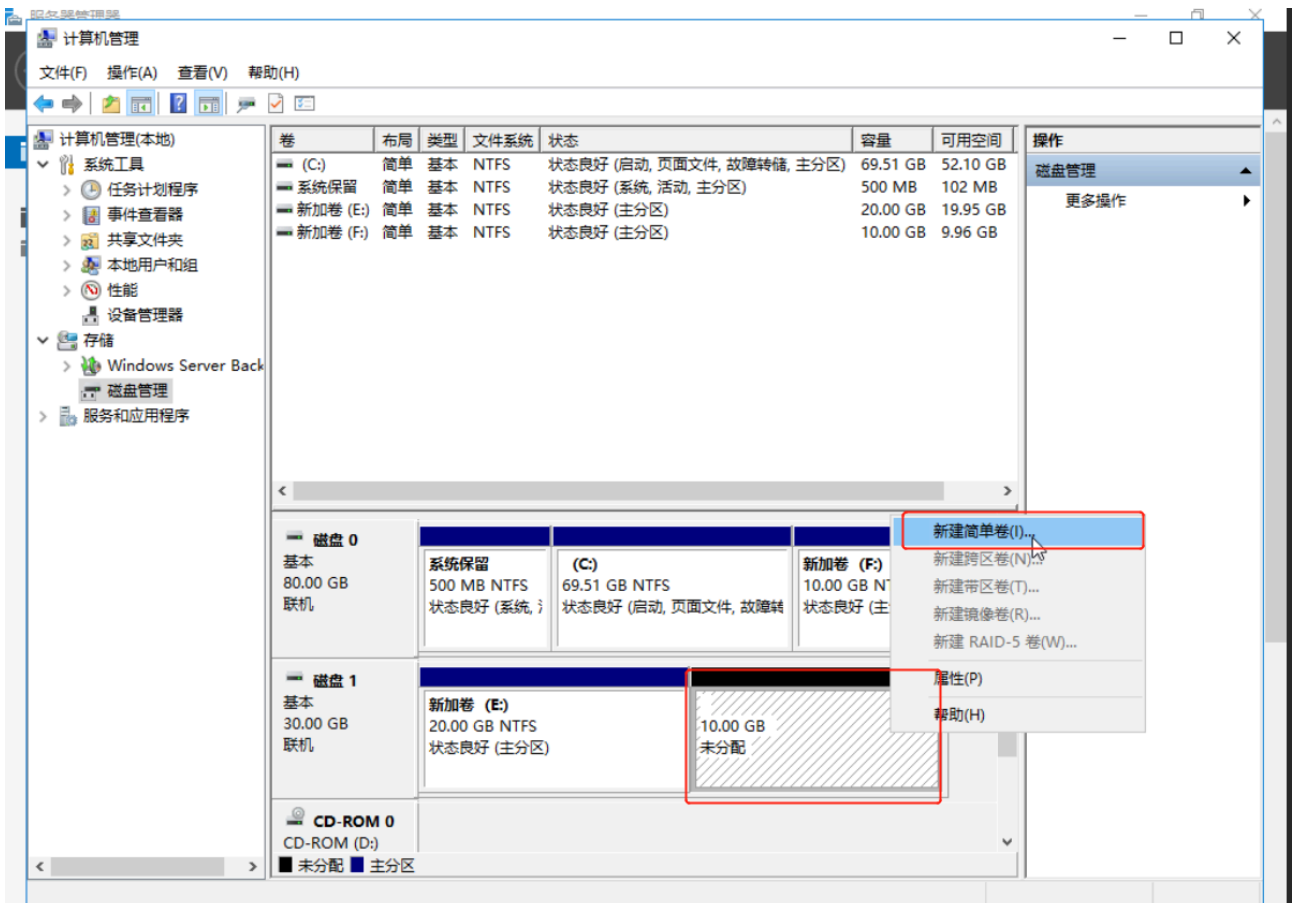 服务器管理器
计算机管理
文件(F) 操作(A) 查看(V) 帮助(H)
计算机管理(本地)
系统工具
任务计划程序
事件查看器
共享文件夹
本地用户和组
性能
设备管理器
存储
Windows Server Back
磁盘管理
服务和应用程序
卷 布局 类型 文件系统 状态 容量 可用空间
(C:) 简单 基本 NTFS 状态良好 (启动, 页面文件, 故障转储, 主分区) 69.51 GB 52.10 GB
系统保留 简单 基本 NTFS 状态良好 (系统, 活动, 主分区) 500 MB 102 MB
新加卷 (E:) 简单 基本 NTFS 状态良好 (主分区) 20.00 GB 19.95 GB
新加卷 (F:) 简单 基本 NTFS 状态良好 (主分区) 10.00 GB 9.96 GB
操作
磁盘管理
更多操作
磁盘 0
基本
80.00 GB
联机
系统保留
500 MB NTFS
状态良好 (系统,
(C:)
69.51 GB NTFS
状态良好 (启动, 页面文件, 故障转
新加卷 (F:)
10.00 GB NT
状态良好 (主
新建简单卷(I)...
新建跨区卷(N)...
新建带区卷(T)...
新建镜像卷(R)...
新建 RAID-5 卷(W)...
属性(P)
帮助(H)
磁盘 1
基本
30.00 GB
联机
新加卷 (E:)
20.00 GB NTFS
状态良好 (主分区)
10.00 GB
未分配
CD-ROM 0
CD-ROM (D:)
未分配 主分区